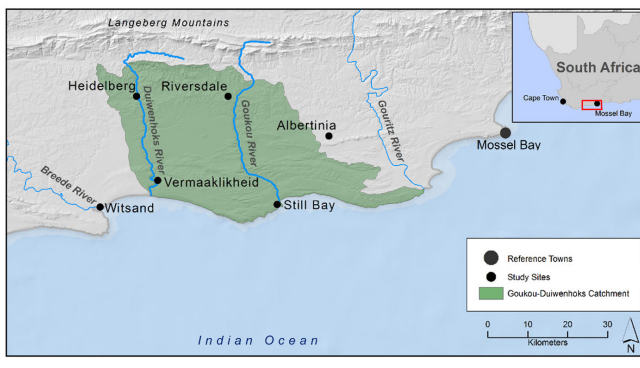 Langeberg Mountains
South Africa
Cape Town
Mossel Bay
Heidelberg
Riversdale
Duiwenhoks River
Goukou River
Gouritz River
Albertinia
Mossel Bay
Breede River
Vermaaklikheid
Witsand
Still Bay
Reference Towns
Study Sites
Goukou-Duiwenhoks Catchment
0 10 20 30
Kilometers
N
Indian Ocean